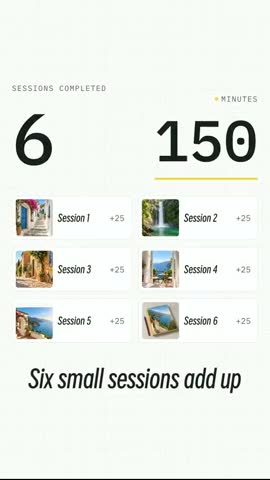 SESSIONS COMPLETED
MINUTES
6
150
Session 1 +25
Session 2 +25
Session 3 +25
Session 4 +25
Session 5 +25
Session 6 +25
Six small sessions add up